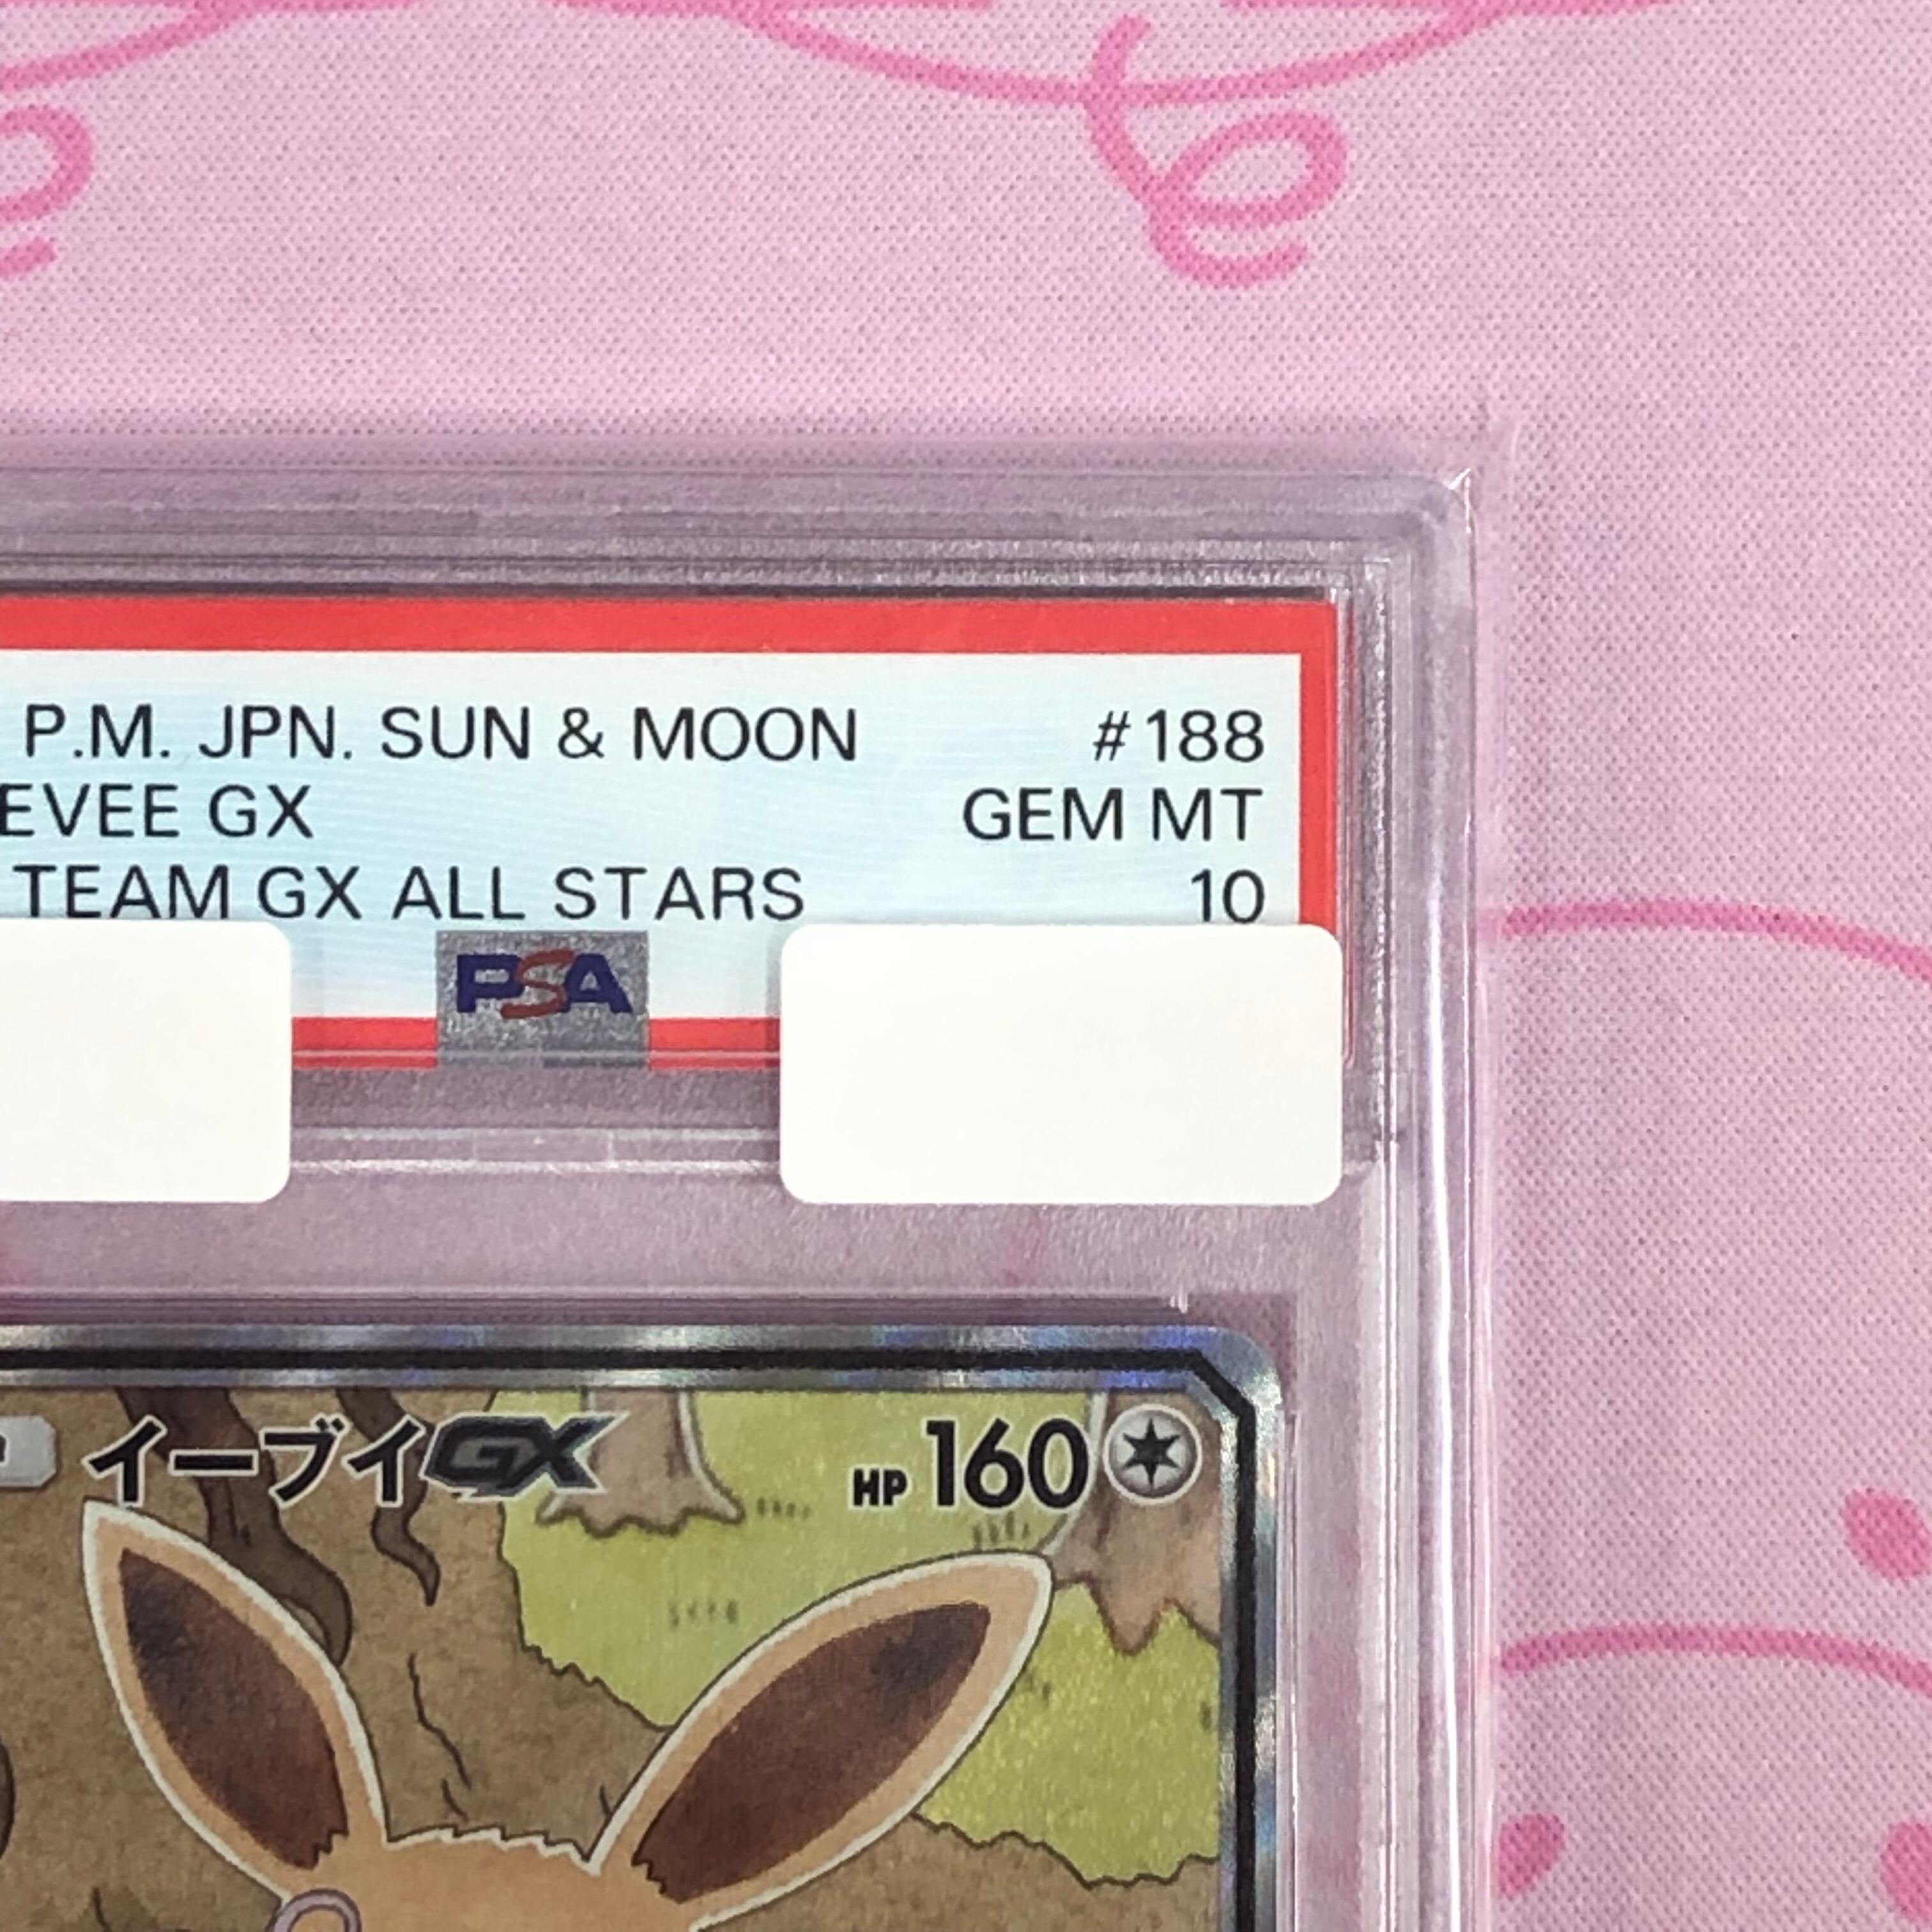 P.M. JPN. SUN & MOON #188
EVEE GX GEM MT
TEAM GX ALL STARS 10
PSA
イーブイGX HP 160